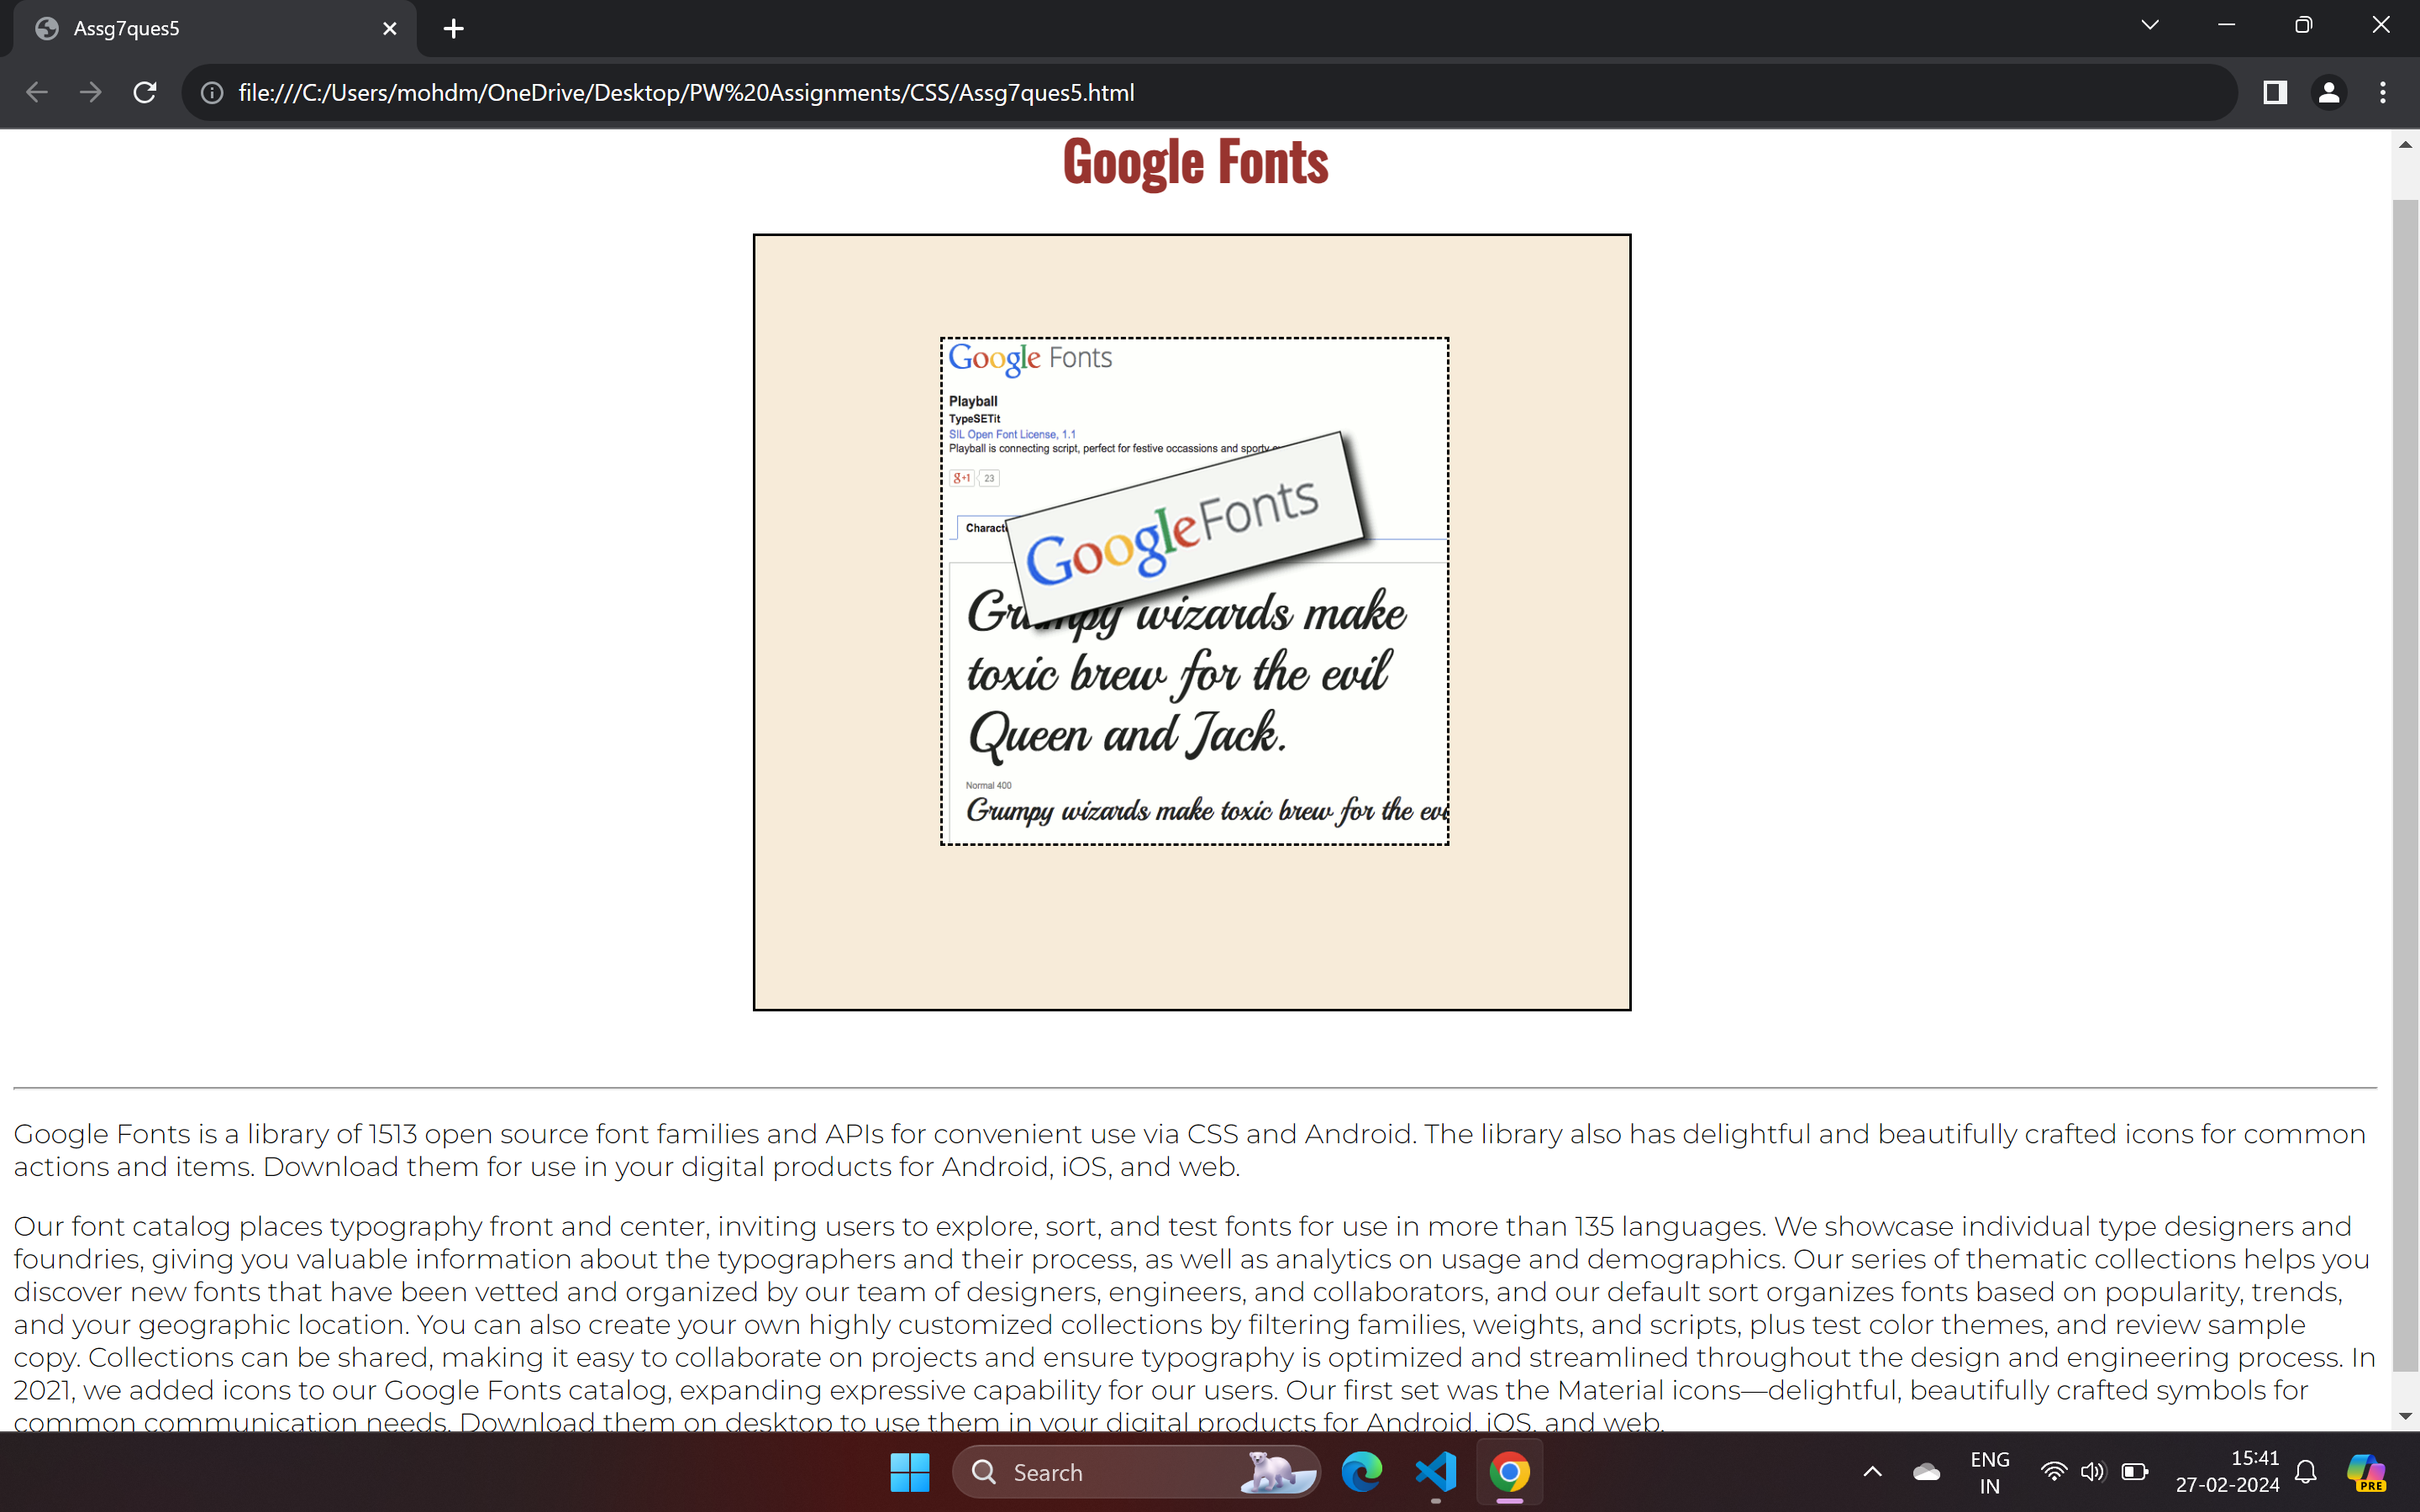 Assg7ques5
file:///C:/Users/mohdm/OneDrive/Desktop/PW%20Assignments/CSS/Assg7ques5.html
Google Fonts
Google Fonts
Playball
TypeSETit
SIL Open Font License, 1.1
Playball is connecting script, perfect for festive occassions and sporty
g+1 23
Google Fonts
Grumpy wizards make
toxic brew for the evil
Queen and Jack.
Normal 400
Grumpy wizards make toxic brew for the
Google Fonts is a library of 1513 open source font families and APIs for convenient use via CSS and Android. The library also has delightful and beautifully crafted icons for common
actions and items. Download them for use in your digital products for Android, iOS, and web.
Our font catalog places typography front and center, inviting users to explore, sort, and test fonts for use in more than 135 languages. We showcase individual type designers and
foundries, giving you valuable information about the typographers and their process, as well as analytics on usage and demographics. Our series of thematic collections helps you
discover new fonts that have been vetted and organized by our team of designers, engineers, and collaborators, and our default sort organizes fonts based on popularity, trends,
and your geographic location. You can also create your own highly customized collections by filtering families, weights, and scripts, plus test color themes, and review sample
copy. Collections can be shared, making it easy to collaborate on projects and ensure typography is optimized and streamlined throughout the design and engineering process. In
2021, we added icons to our Google Fonts catalog, expanding expressive capability for our users. Our first set was the Material icons—delightful, beautifully crafted symbols for
common communication needs. Download them on desktop to use them in your digital products for Android, iOS, and web.
Search
ENG
IN
15:41
27-02-2024
PRE